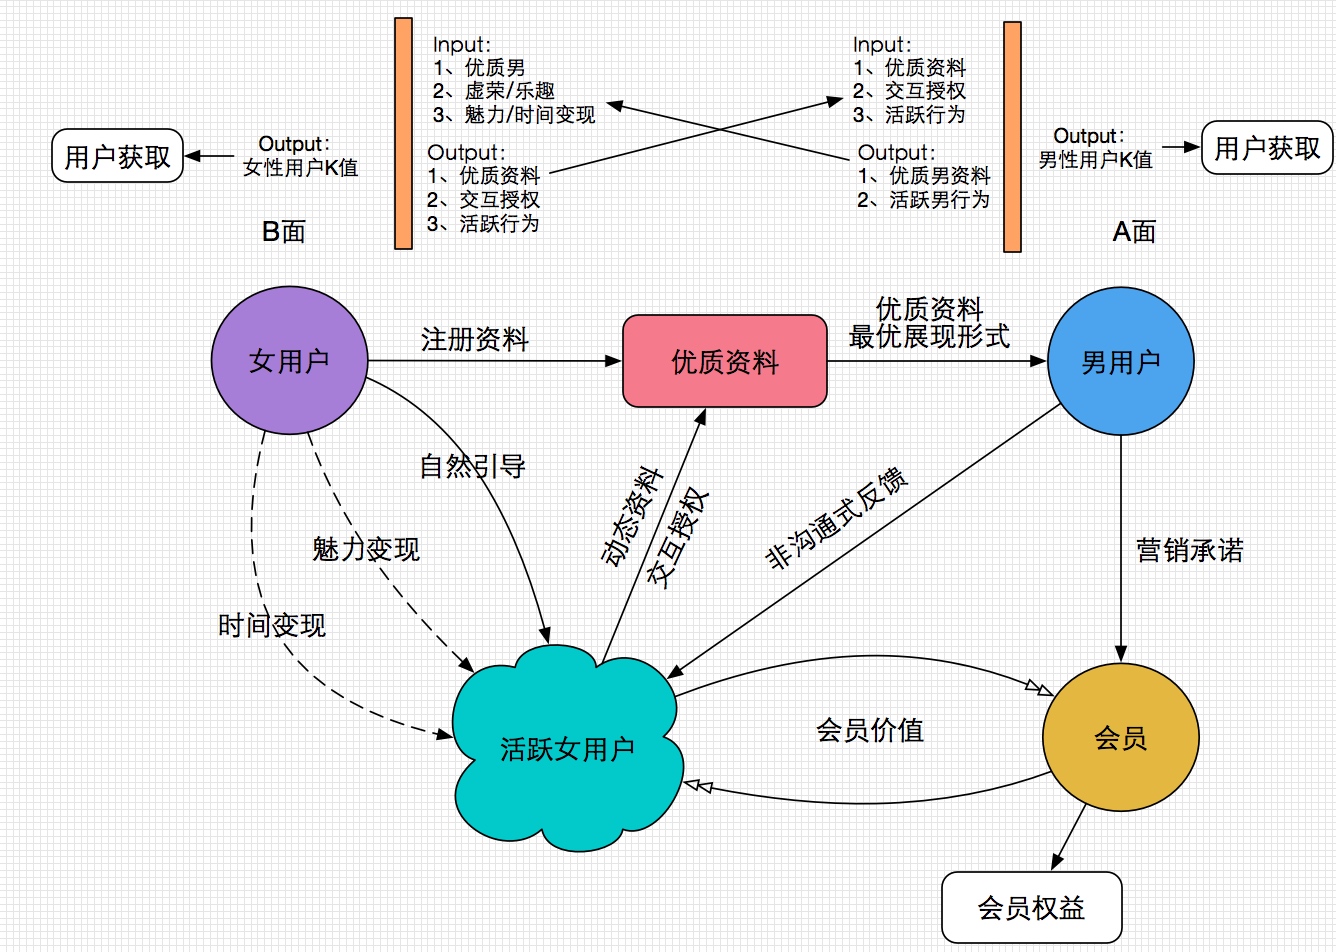 Input:
1、优质男
2、虚荣/乐趣
3、魅力/时间变现
Input:
1、优质资料
2、交互授权
3、活跃行为
用户获取
Output:
女性用户K值
Output:
1、优质资料
2、交互授权
3、活跃行为
Output:
1、优质男资料
2、活跃男行为
Output:
男性用户K值
用户获取
B面
A面
女用户
注册资料
优质资料
优质资料
最优展现形式
男用户
自然引导
动态资料
交互授权
非沟通式反馈
魅力变现
营销承诺
时间变现
活跃女用户
会员价值
会员
会员权益